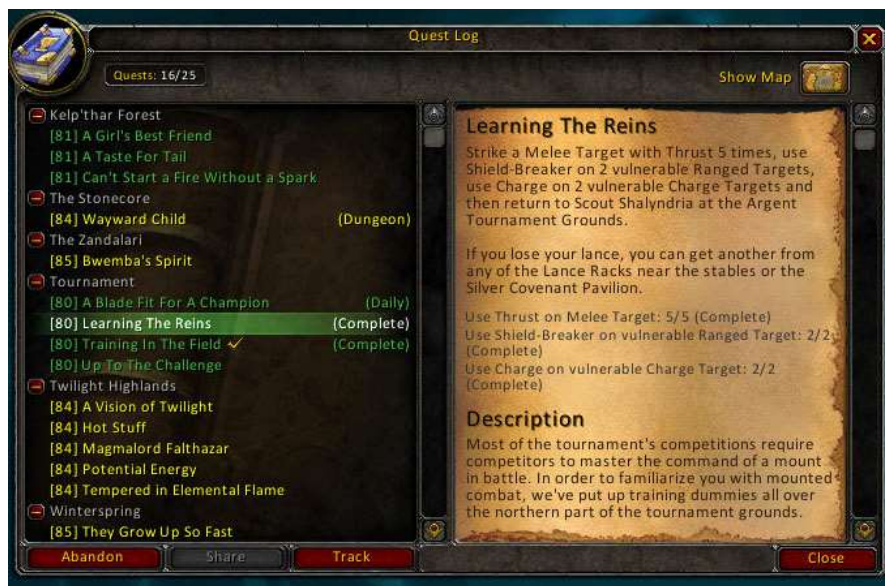 Quest Log
Quests: 16/25
Show Map
Kelp'thar Forest
[81] A Girl's Best Friend
[81] A Taste For Tail
[81] Can't Start a Fire Without a Spark
The Stonecore
[84] Wayward Child (Dungeon)
The Zandalari
[85] Bwemba's Spirit
Tournament
[80] A Blade Fit For A Champion (Daily)
[80] Learning The Reins (Complete)
[80] Training In The Field (Complete)
[80] Up To The Challenge
Twilight Highlands
[84] A Vision of Twilight
[84] Hot Stuff
[84] Magmalord Falthazar
[84] Potential Energy
[84] Tempered in Elemental Flame
Winterspring
[85] They Grow Up So Fast
Learning The Reins
Strike a Melee Target with Thrust 5 times, use
Shield-Breaker on 2 vulnerable Ranged Targets,
use Charge on 2 vulnerable Charge Targets and
then return to Scout Shalyndria at the Argent
Tournament Grounds.
If you lose your lance, you can get another from
any of the Lance Racks near the stables or the
Silver Covenant Pavilion.
Use Thrust on Melee Target: 5/5 (Complete)
Use Shield-Breaker on vulnerable Ranged Target: 2/2
(Complete)
Use Charge on vulnerable Charge Target: 2/2
(Complete)
Description
Most of the tournament's competitions require
competitors to master the command of a mount
in battle. In order to familiarize you with mounted
combat, we've put up training dummies all over
the northern part of the tournament grounds.
Abandon
Share
Track
Close